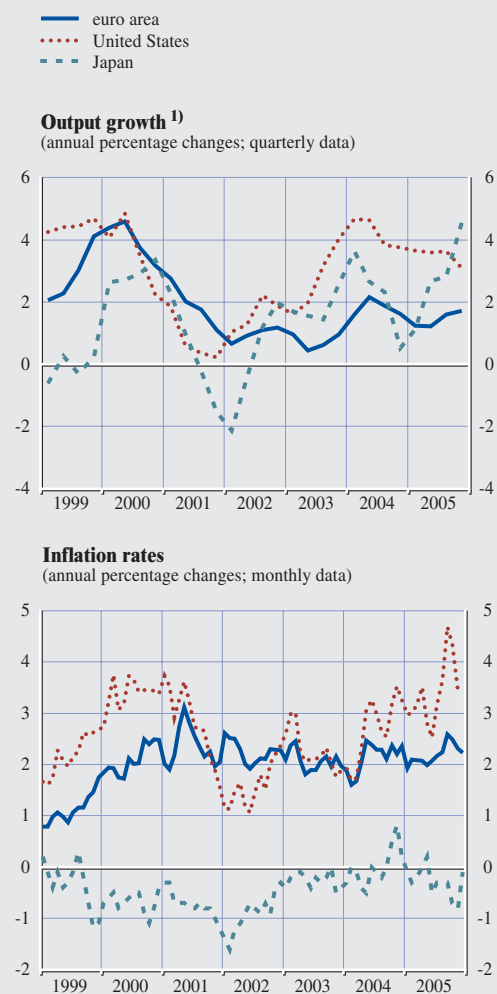 euro area
United States
Japan
Output growth 1)
(annual percentage changes; quarterly data)
6 6
4 4
2 2
0 0
-2 -2
-4 -4
1999 2000 2001 2002 2003 2004 2005
Inflation rates
(annual percentage changes; monthly data)
5 5
4 4
3 3
2 2
1 1
0 0
-1 -1
-2 -2
1999 2000 2001 2002 2003 2004 2005